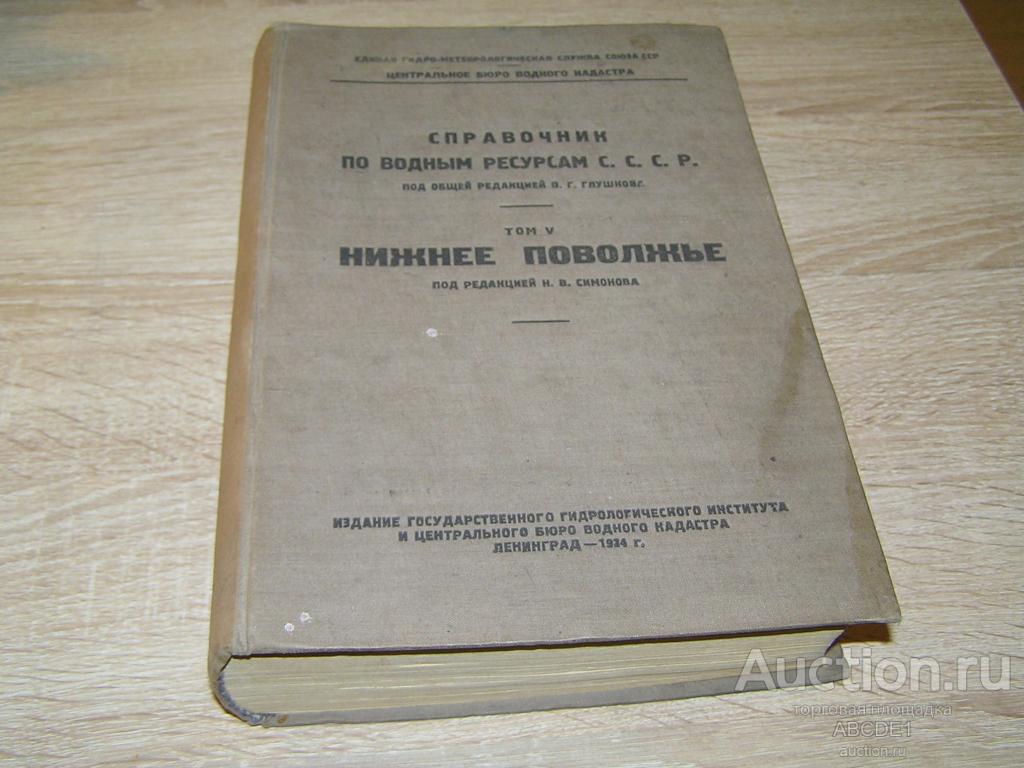 ЕДИНАЯ ГИДРО-МЕТЕОРОЛОГИЧЕСКАЯ СЛУЖБА СОЮЗА ССР
ЦЕНТРАЛЬНОЕ БЮРО ВОДНОГО КАДАСТРА
СПРАВОЧНИК
ПО ВОДНЫМ РЕСУРСАМ С. С. С. Р.
ПОД ОБЩЕЙ РЕДАКЦИЕЙ В. Г. ГЛУШКОВА
ТОМ V
НИЖНЕЕ ПОВОЛЖЬЕ
ПОД РЕДАКЦИЕЙ Н. В. СИМОНОВА
ИЗДАНИЕ ГОСУДАРСТВЕННОГО ГИДРОЛОГИЧЕСКОГО ИНСТИТУТА
И ЦЕНТРАЛЬНОГО БЮРО ВОДНОГО КАДАСТРА
ЛЕНИНГРАД — 1934 г.
Auction.ru
торговая площадка
ABCDE1
auction.ru